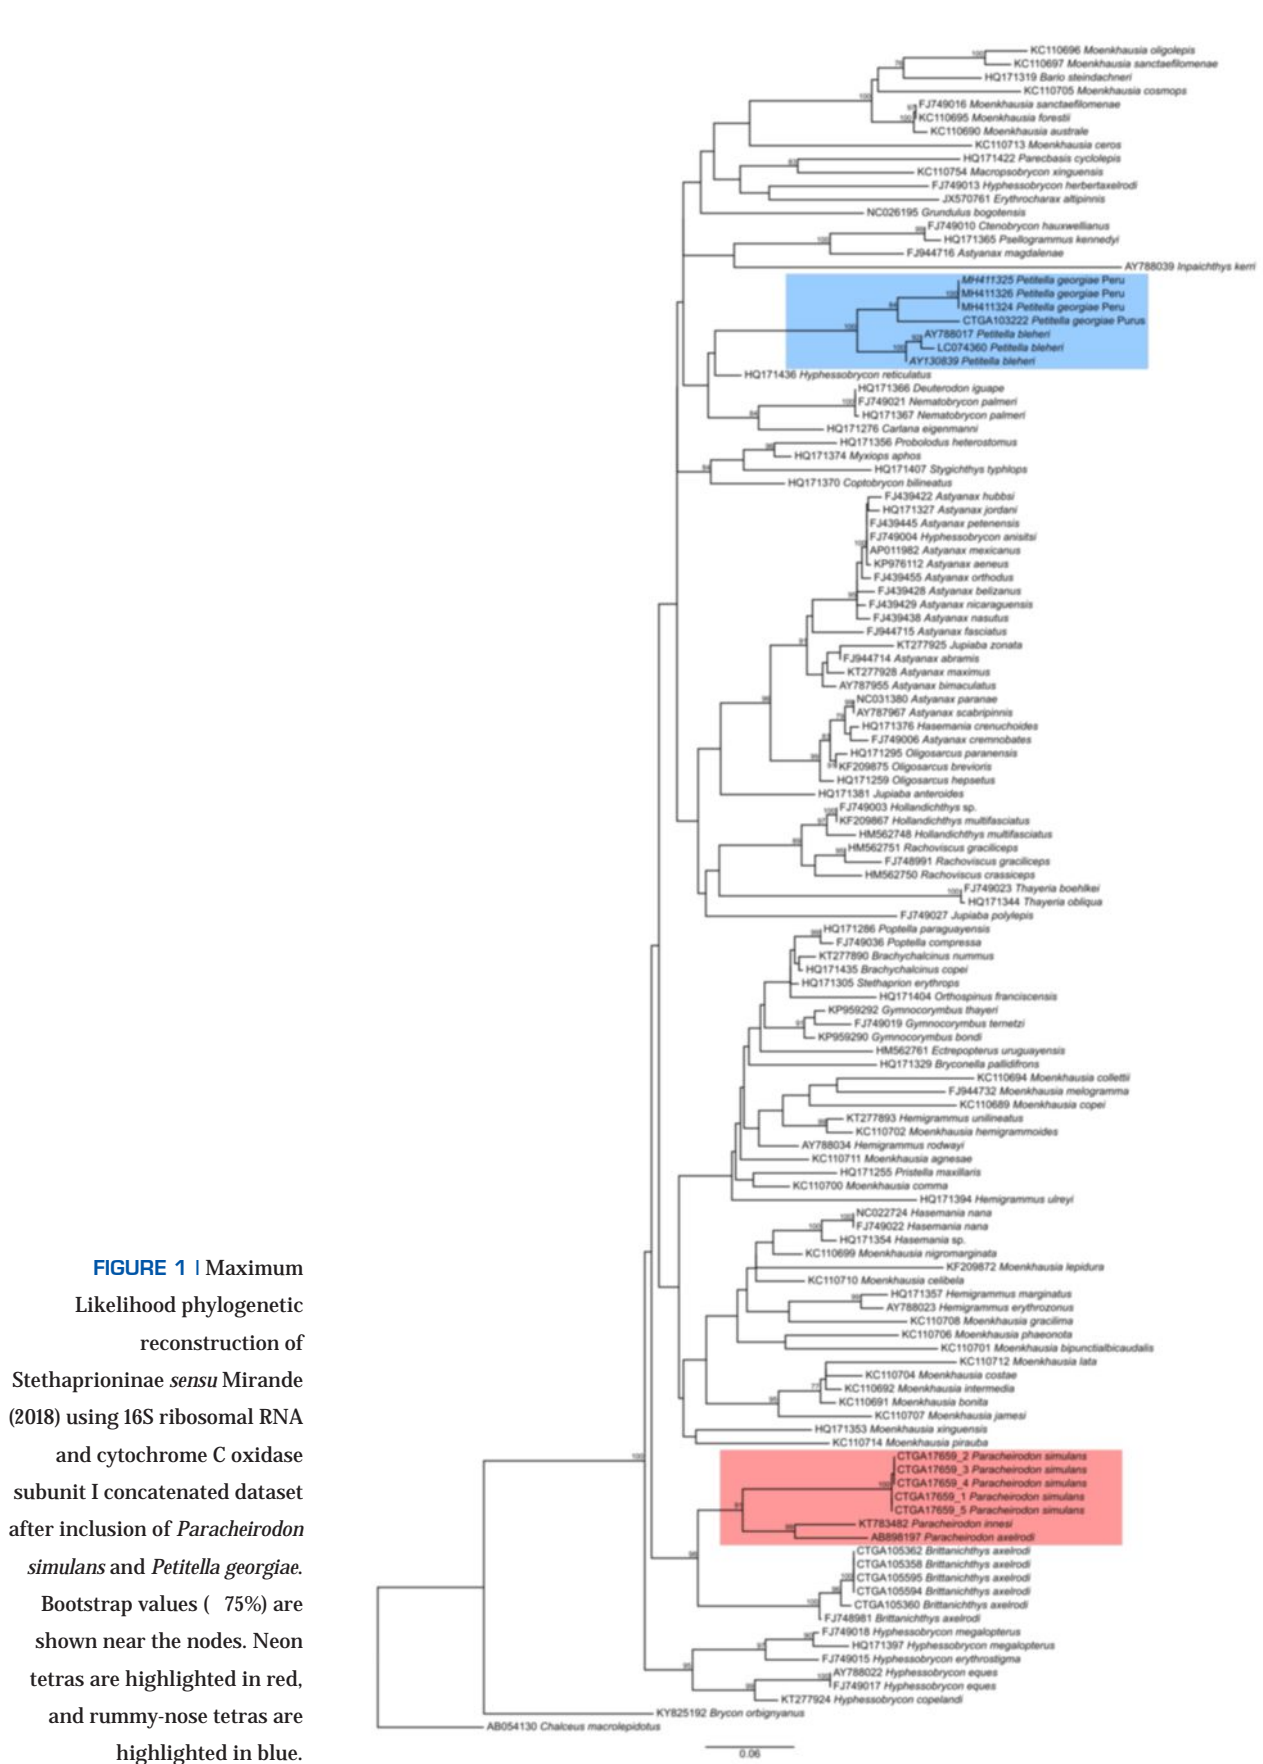 KC110696 Moenkhausia oligolepis
KC110697 Moenkhausia sanctaefilomenae
HQ171319 Bario steindachneri
KC110705 Moenkhausia cosmops
FJ749016 Moenkhausia sanctaefilomenae
KC110695 Moenkhausia forestii
KC110690 Moenkhausia australe
KC110713 Moenkhausia ceros
HQ171422 Parecbasis cyclolepis
KC110754 Macropsobrycon xinguensis
FJ749013 Hyphessobrycon herbertaxelrodi
JX570761 Erythrocharax altipinnis
NC026195 Grundulus bogotensis
FJ749010 Ctenobrycon hauxwellianus
HQ171365 Psellogrammus kennedyi
FJ944716 Astyanax magdalenae
AY788039 Inpaichthys kerri
MH411325 Petitella georgiae Peru
MH411326 Petitella georgiae Peru
MH411324 Petitella georgiae Peru
CTGA103222 Petitella georgiae Purus
AY788017 Petitella bleheri
LC074360 Petitella bleheri
AY130839 Petitella bleheri
HQ171436 Hyphessobrycon reticulatus
HQ171366 Deuterodon iguape
FJ749021 Nematobrycon palmeri
HQ171367 Nematobrycon palmeri
HQ171276 Carlana eigenmanni
HQ171356 Probolodus heterostomus
HQ171374 Myxiops aphos
HQ171407 Stygichthys typhlops
HQ171370 Coptobrycon bilineatus
FJ439422 Astyanax hubbsi
HQ171327 Astyanax jordani
FJ439445 Astyanax petenensis
FJ749004 Hyphessobrycon anisitsi
AP011982 Astyanax mexicanus
KP976112 Astyanax aeneus
FJ439455 Astyanax orthodus
FJ439428 Astyanax belizanus
FJ439429 Astyanax nicaraguensis
FJ439438 Astyanax nasutus
FJ944715 Astyanax fasciatus
KT277925 Jupiaba zonata
FJ944714 Astyanax abramis
KT277928 Astyanax maximus
AY787955 Astyanax bimaculatus
NC031380 Astyanax paranae
AY787967 Astyanax scabripinnis
HQ171376 Hasemania crenuchoides
FJ749006 Astyanax cremnobates
HQ171295 Oligosarcus paranensis
KF209875 Oligosarcus brevioris
HQ171259 Oligosarcus hepsetus
HQ171381 Jupiaba anteroides
FJ749003 Hollandichthys sp.
KF209867 Hollandichthys multifasciatus
HM562748 Hollandichthys multifasciatus
HM562751 Rachoviscus graciliceps
FJ748991 Rachoviscus graciliceps
HM562750 Rachoviscus crassiceps
FJ749023 Thayeria boehlkei
HQ171344 Thayeria obliqua
FJ749027 Jupiaba polylepis
HQ171286 Poptella paraguayensis
FJ749036 Poptella compressa
KT277890 Brachychalcinus nummus
HQ171435 Brachychalcinus copei
HQ171305 Stethaprion erythrops
HQ171404 Orthospinus franciscensis
KP959292 Gymnocorymbus thayeri
FJ749019 Gymnocorymbus ternetzi
KP959290 Gymnocorymbus bondi
HM562761 Ectrepopterus uruguayensis
HQ171329 Bryconella pallidifrons
KC110694 Moenkhausia collettii
FJ944732 Moenkhausia melogramma
KC110689 Moenkhausia copei
KT277893 Hemigrammus unilineatus
KC110702 Moenkhausia hemigrammoides
AY788034 Hemigrammus rodwayi
KC110711 Moenkhausia agnesae
HQ171255 Pristella maxillaris
KC110700 Moenkhausia comma
HQ171394 Hemigrammus ulreyi
NC022724 Hasemania nana
FJ749022 Hasemania nana
HQ171354 Hasemania sp.
KC110699 Moenkhausia nigromarginata
KF209872 Moenkhausia lepidura
KC110710 Moenkhausia celibela
HQ171357 Hemigrammus marginatus
AY788023 Hemigrammus erythrozonus
KC110708 Moenkhausia gracilima
KC110706 Moenkhausia phaeonota
KC110701 Moenkhausia bipunctialbicaudalis
KC110712 Moenkhausia lata
KC110704 Moenkhausia costae
KC110692 Moenkhausia intermedia
KC110691 Moenkhausia bonita
KC110707 Moenkhausia jamesi
HQ171353 Moenkhausia xinguensis
KC110714 Moenkhausia pirauba
CTGA17659_2 Paracheirodon simulans
CTGA17659_3 Paracheirodon simulans
CTGA17659_4 Paracheirodon simulans
CTGA17659_1 Paracheirodon simulans
CTGA17659_5 Paracheirodon simulans
KT783482 Paracheirodon innesi
AB898197 Paracheirodon axelrodi
CTGA105362 Brittanichthys axelrodi
CTGA105358 Brittanichthys axelrodi
CTGA105595 Brittanichthys axelrodi
CTGA105594 Brittanichthys axelrodi
CTGA105360 Brittanichthys axelrodi
FJ748981 Brittanichthys axelrodi
FJ749018 Hyphessobrycon megalopterus
HQ171397 Hyphessobrycon megalopterus
FJ749015 Hyphessobrycon erythrostigma
AY788022 Hyphessobrycon eques
FJ749017 Hyphessobrycon eques
KT277924 Hyphessobrycon copelandi
KY825192 Brycon orbignyanus
AB054130 Chalceus macrolepidotus
0.06
FIGURE 1 | Maximum
Likelihood phylogenetic
reconstruction of
Stethaprioninae sensu Mirande
(2018) using 16S ribosomal RNA
and cytochrome C oxidase
subunit I concatenated dataset
after inclusion of Paracheirodon
simulans and Petitella georgiae.
Bootstrap values ( 75%) are
shown near the nodes. Neon
tetras are highlighted in red,
and rummy-nose tetras are
highlighted in blue.